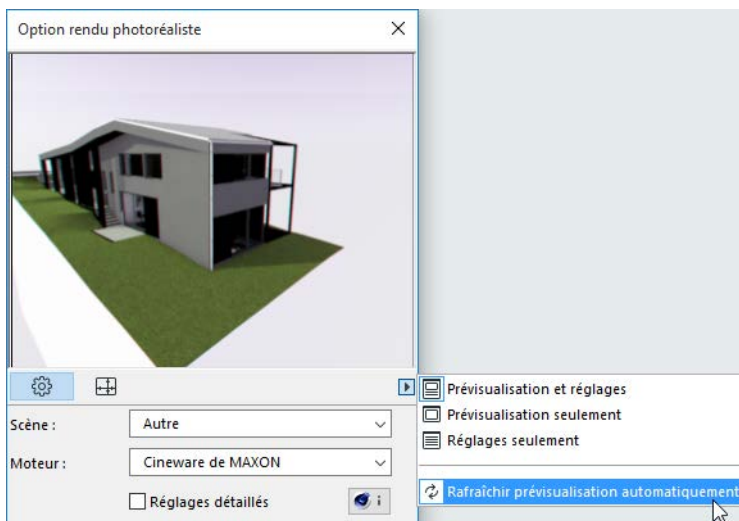 Option rendu photoréaliste
Prévisualisation et réglages
Prévisualisation seulement
Réglages seulement
Rafraîchir prévisualisation automatiquement
Scène :
Autre
Moteur :
Cineware de MAXON
Réglages détaillés
i